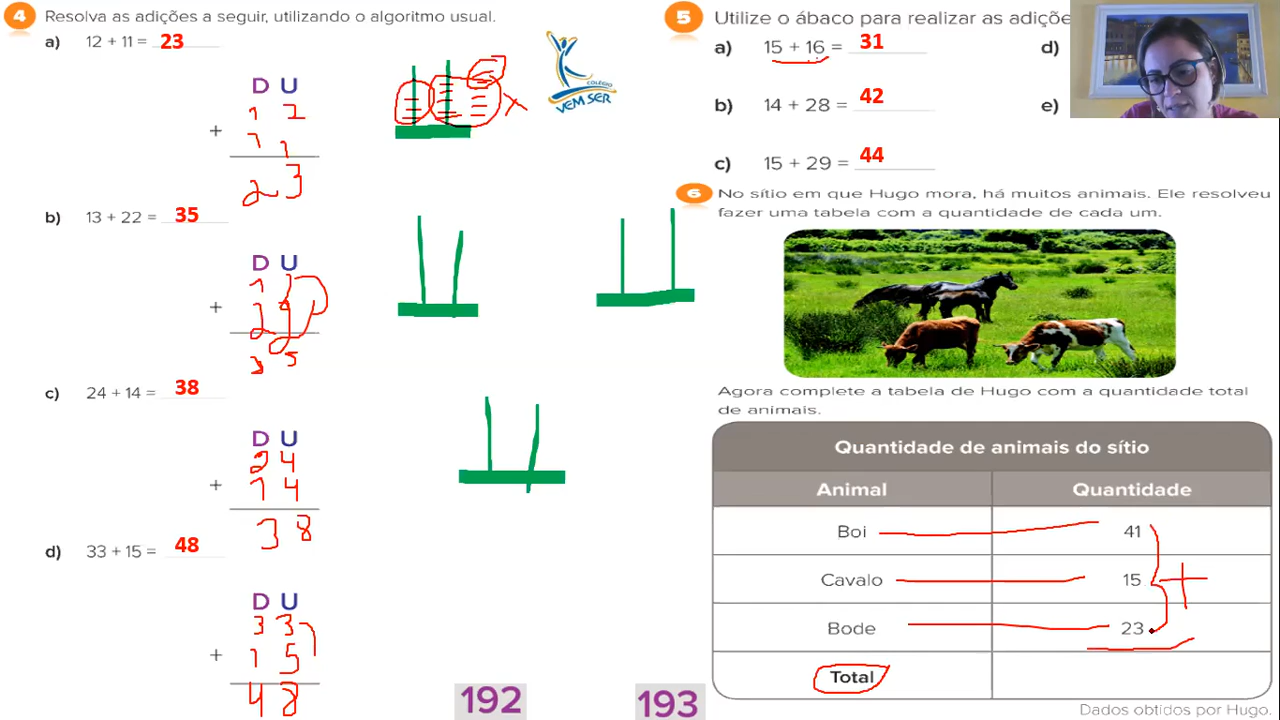 4 Resolva as adições a seguir, utilizando o algoritmo usual.
a) 12 + 11 = 23
D U
1 2
+ 1 1
2 3
b) 13 + 22 = 35
D U
+
3 5
c) 24 + 14 = 38
D U
2 4
+ 1 4
3 8
d) 33 + 15 = 48
D U
3 3
+ 1 5
4 8
COLÉGIO
VEM SER
192
5 Utilize o ábaco para realizar as adiçõe
a) 15 + 16 = 31
d)
b) 14 + 28 = 42
e)
c) 15 + 29 = 44
6 No sítio em que Hugo mora, há muitos animais. Ele resolveu
fazer uma tabela com a quantidade de cada um.
Agora complete a tabela de Hugo com a quantidade total
de animais.
Quantidade de animais do sítio
Animal Quantidade
Boi 41
Cavalo 15
Bode 23
+
Total
193
Dados obtidos por Hugo.